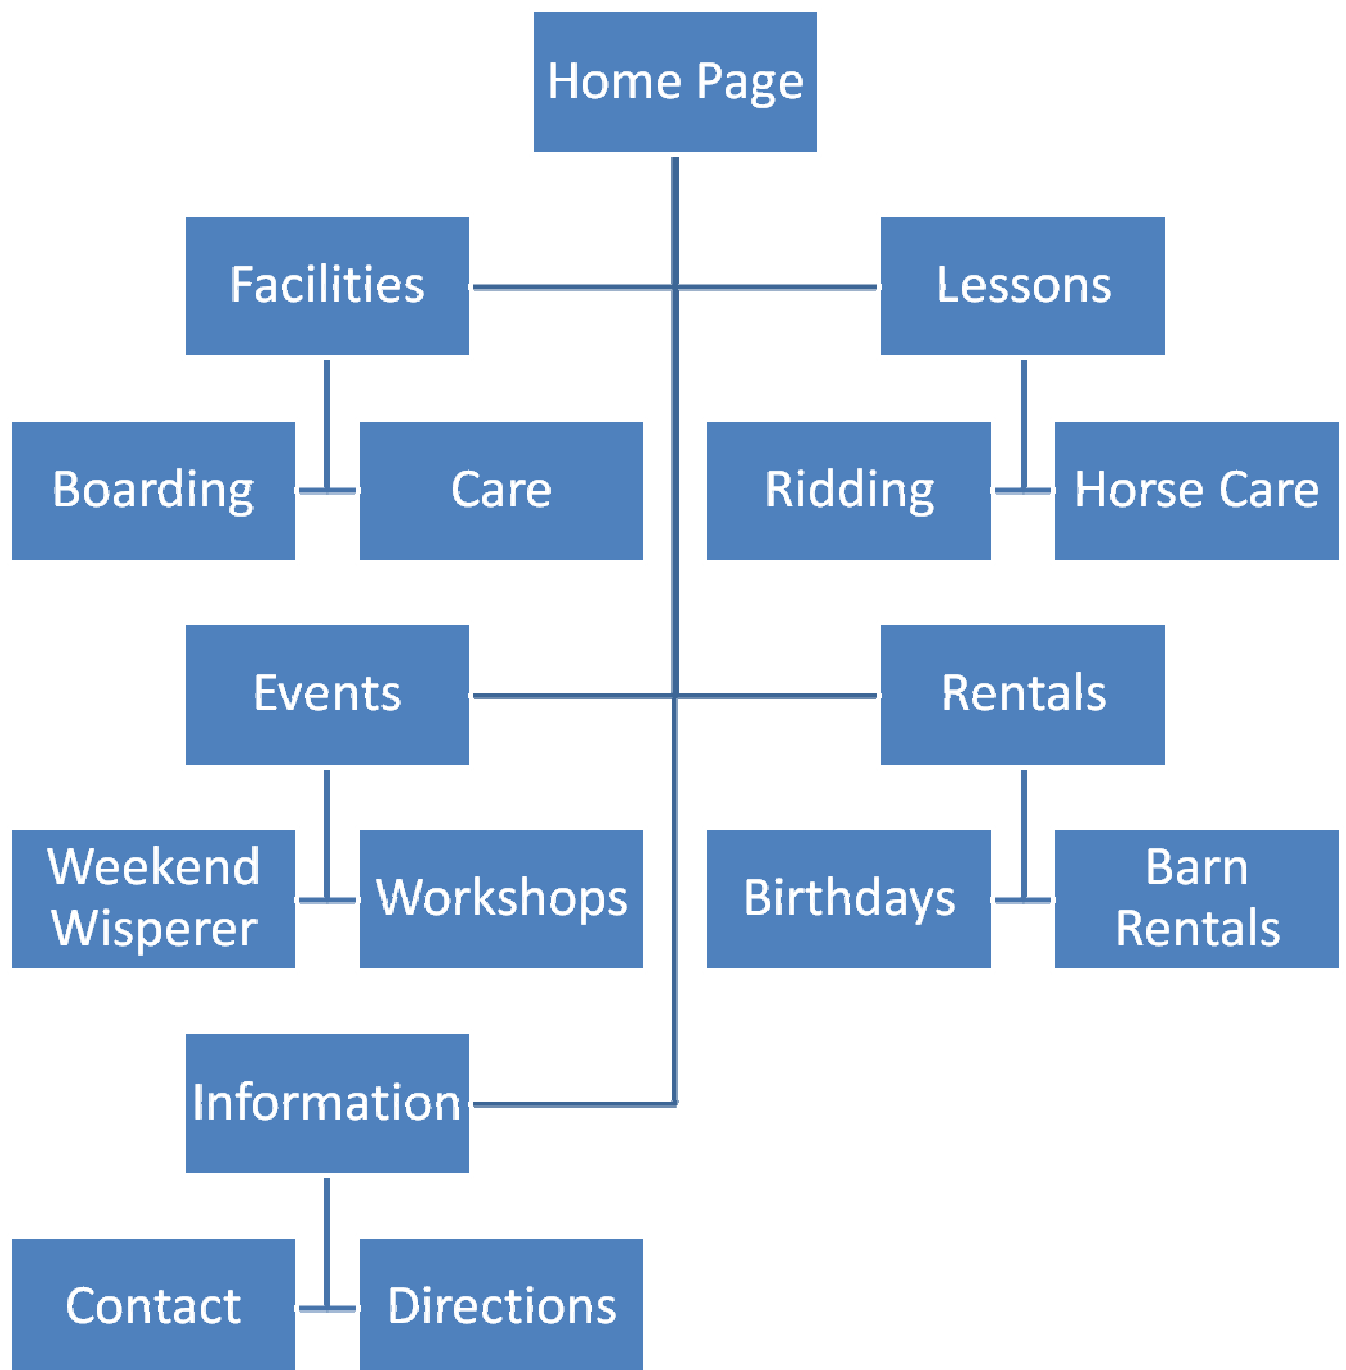 Home Page
Facilities
Lessons
Boarding
Care
Ridding
Horse Care
Events
Rentals
Weekend
Wisperer
Workshops
Birthdays
Barn
Rentals
Information
Contact
Directions